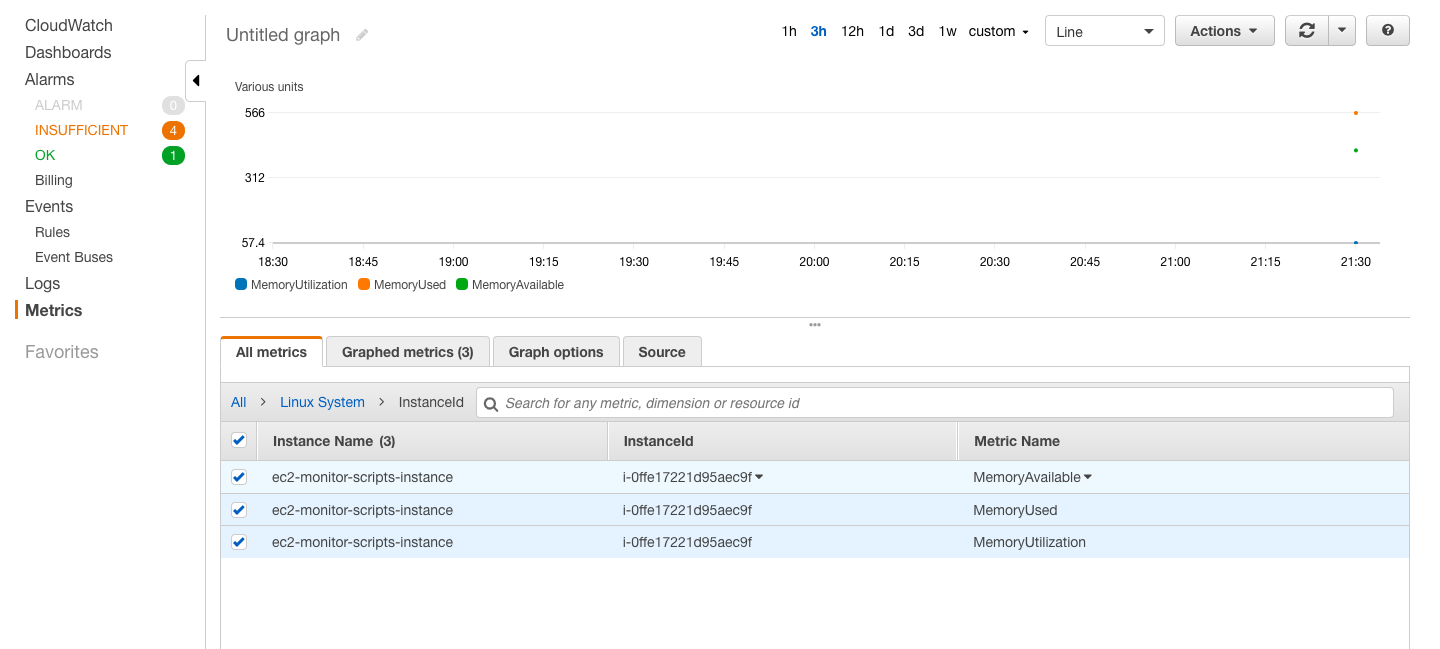 CloudWatch
Dashboards
Alarms
ALARM 0
INSUFFICIENT 4
OK 1
Billing
Events
Rules
Event Buses
Logs
Metrics
Favorites
Untitled graph
1h 3h 12h 1d 3d 1w custom
Line
Actions
?
Various units
566
312
57.4
18:30 18:45 19:00 19:15 19:30 19:45 20:00 20:15 20:30 20:45 21:00 21:15 21:30
MemoryUtilization MemoryUsed MemoryAvailable
All metrics Graphed metrics (3) Graph options Source
All > Linux System > InstanceId Search for any metric, dimension or resource id
Instance Name (3) InstanceId Metric Name
ec2-monitor-scripts-instance i-0ffe17221d95aec9f MemoryAvailable
ec2-monitor-scripts-instance i-0ffe17221d95aec9f MemoryUsed
ec2-monitor-scripts-instance i-0ffe17221d95aec9f MemoryUtilization